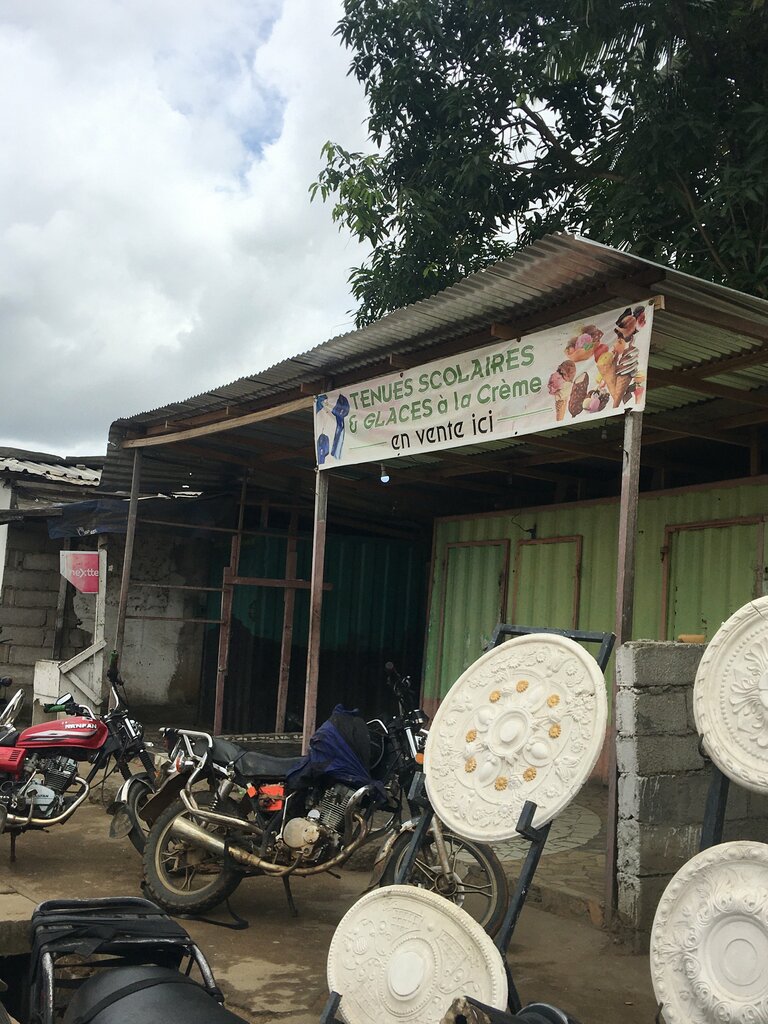 TENUES SCOLAIRES
& GLACES à la Crème
en vente ici
nexttel